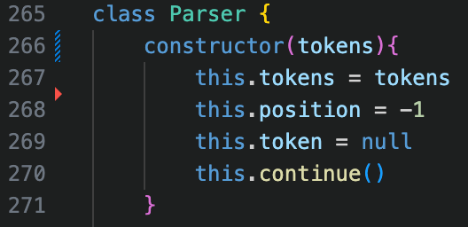 265 class Parser {
266 constructor(tokens){
267 this.tokens = tokens
268 this.position = -1
269 this.token = null
270 this.continue()
271 }